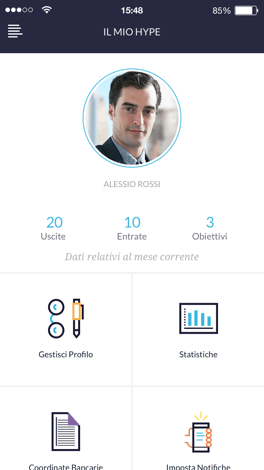 15:48
85%
IL MIO HYPE
ALESSIO ROSSI
20 10 3
Uscite Entrate Obiettivi
Dati relativi al mese corrente
Gestisci Profilo Statistiche
Coordinate Bancarie Imposta Notifiche